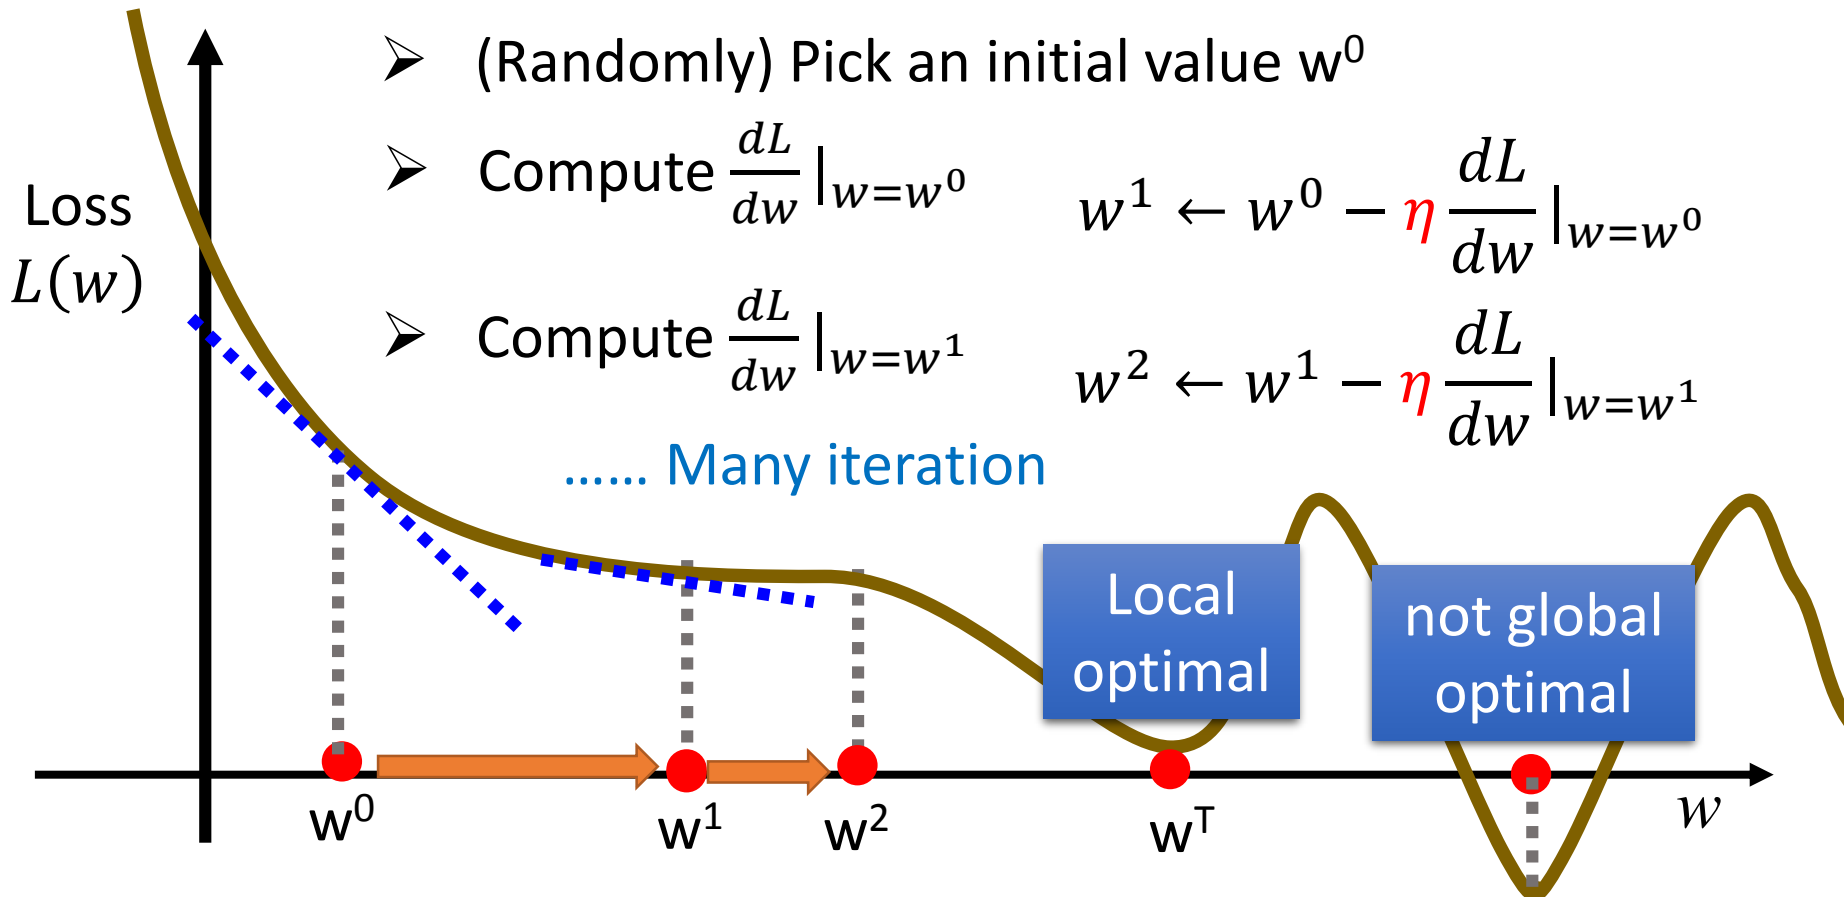 ➢ (Randomly) Pick an initial value w⁰
➢ Compute dL/dw |w=w⁰
w¹ ← w⁰ − η dL/dw |w=w⁰
Loss
L(w)
➢ Compute dL/dw |w=w¹
w² ← w¹ − η dL/dw |w=w¹
...... Many iteration
Local
optimal
not global
optimal
w⁰
w¹
w²
wᵀ
w